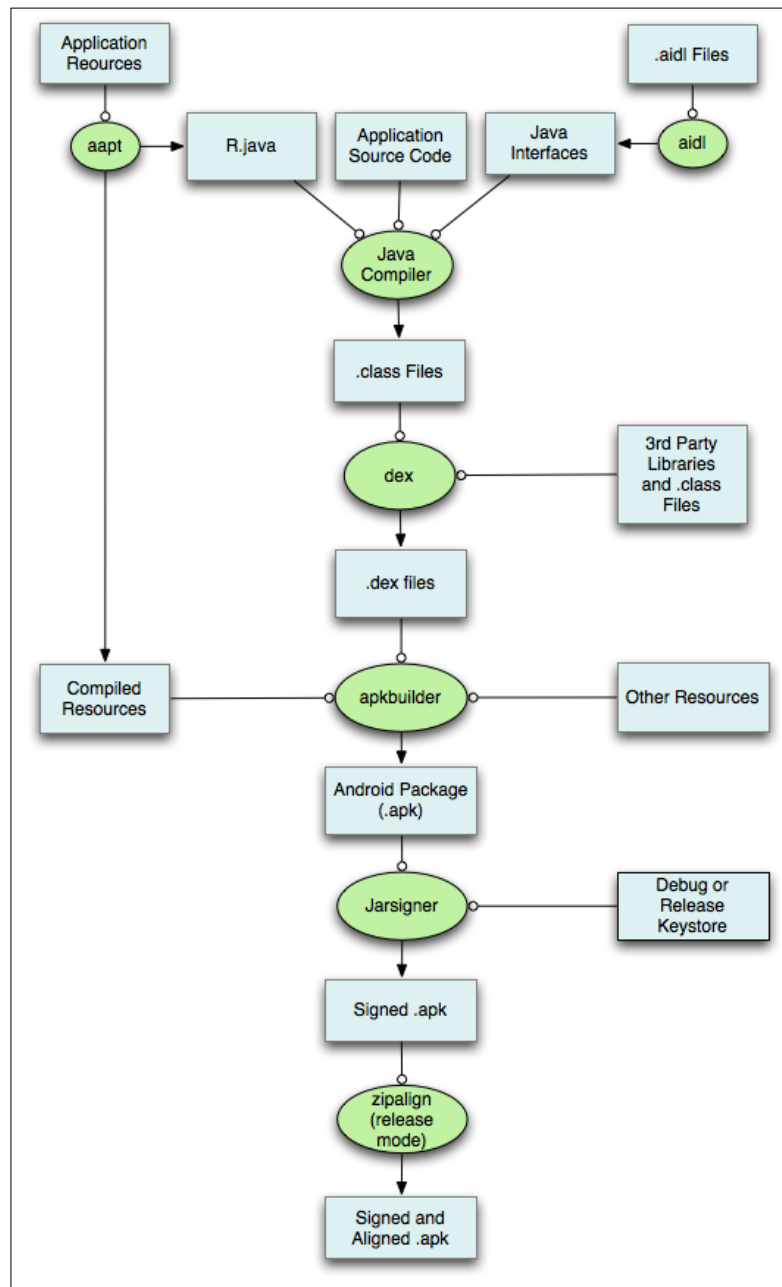 Application
Reources
.aidl Files
aapt
R.java
Application
Source Code
Java
Interfaces
aidl
Java
Compiler
.class Files
dex
3rd Party
Libraries
and .class
Files
.dex files
Compiled
Resources
apkbuilder
Other Resources
Android Package
(.apk)
Jarsigner
Debug or
Release
Keystore
Signed .apk
zipalign
(release
mode)
Signed and
Aligned .apk